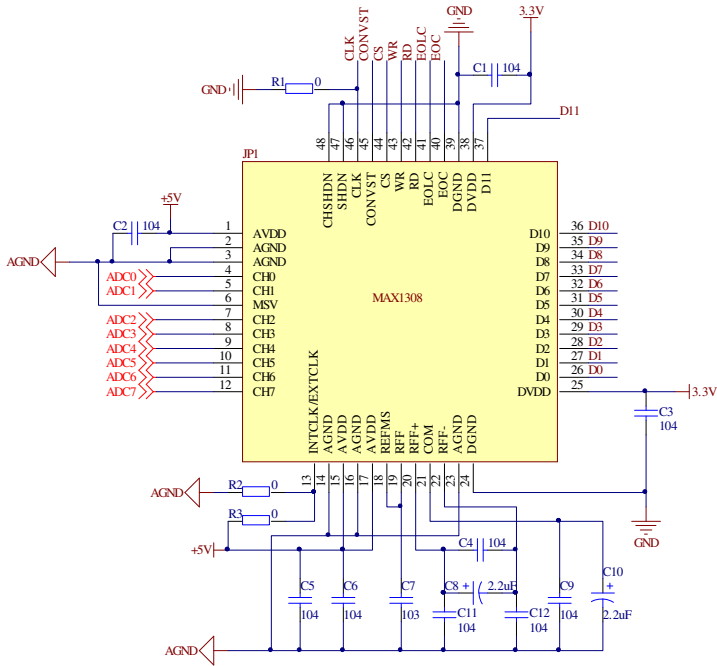 GND
3.3V
CLK
CONVST
CS
WR
RD
EOLC
EOC
C1
104
R1
0
GND
D11
48
47
46
45
44
43
42
41
40
39
38
37
JP1
CHSHDN
SHDN
CLK
CONVST
CS
WR
RD
EOLC
EOC
DGND
DVDD
D11
+5V
C2
104
AGND
1 AVDD
2 AGND
3 AGND
ADC0 4 CH0
ADC1 5 CH1
6 MSV
ADC2 7 CH2
ADC3 8 CH3
ADC4 9 CH4
ADC5 10 CH5
ADC6 11 CH6
ADC7 12 CH7
MAX1308
D10 36 D10
D9 35 D9
D8 34 D8
D7 33 D7
D6 32 D6
D5 31 D5
D4 30 D4
D3 29 D3
D2 28 D2
D1 27 D1
D0 26 D0
DVDD 25
3.3V
C3
104
GND
INTCLK/EXTCLK
AGND
AVDD
AGND
AVDD
REFMS
RFF
RFF+
COM
RFF-
AGND
DGND
13
14
15
16
17
18
19
20
21
22
23
24
AGND
R2
0
R3
0
+5V
C4
104
C5
104
C6
104
C7
103
C8
+
2.2uF
C11
104
C12
104
C9
104
C10
+
2.2uF
AGND